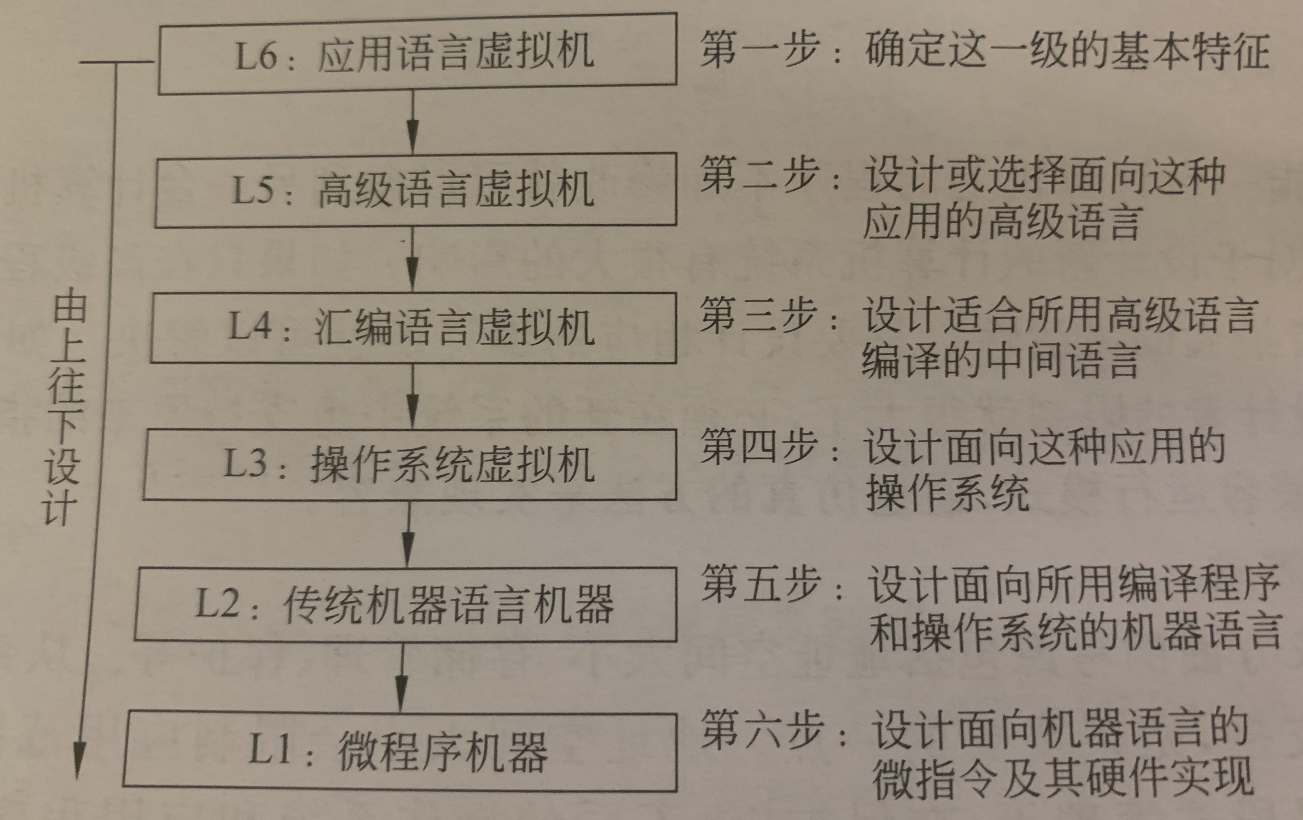 L6：应用语言虚拟机
第一步：确定这一级的基本特征
L5：高级语言虚拟机
第二步：设计或选择面向这种
应用的高级语言
L4：汇编语言虚拟机
第三步：设计适合所用高级语言
编译的中间语言
由上往下设计
L3：操作系统虚拟机
第四步：设计面向这种应用的
操作系统
L2：传统机器语言机器
第五步：设计面向所用编译程序
和操作系统的机器语言
L1：微程序机器
第六步：设计面向机器语言的
微指令及其硬件实现